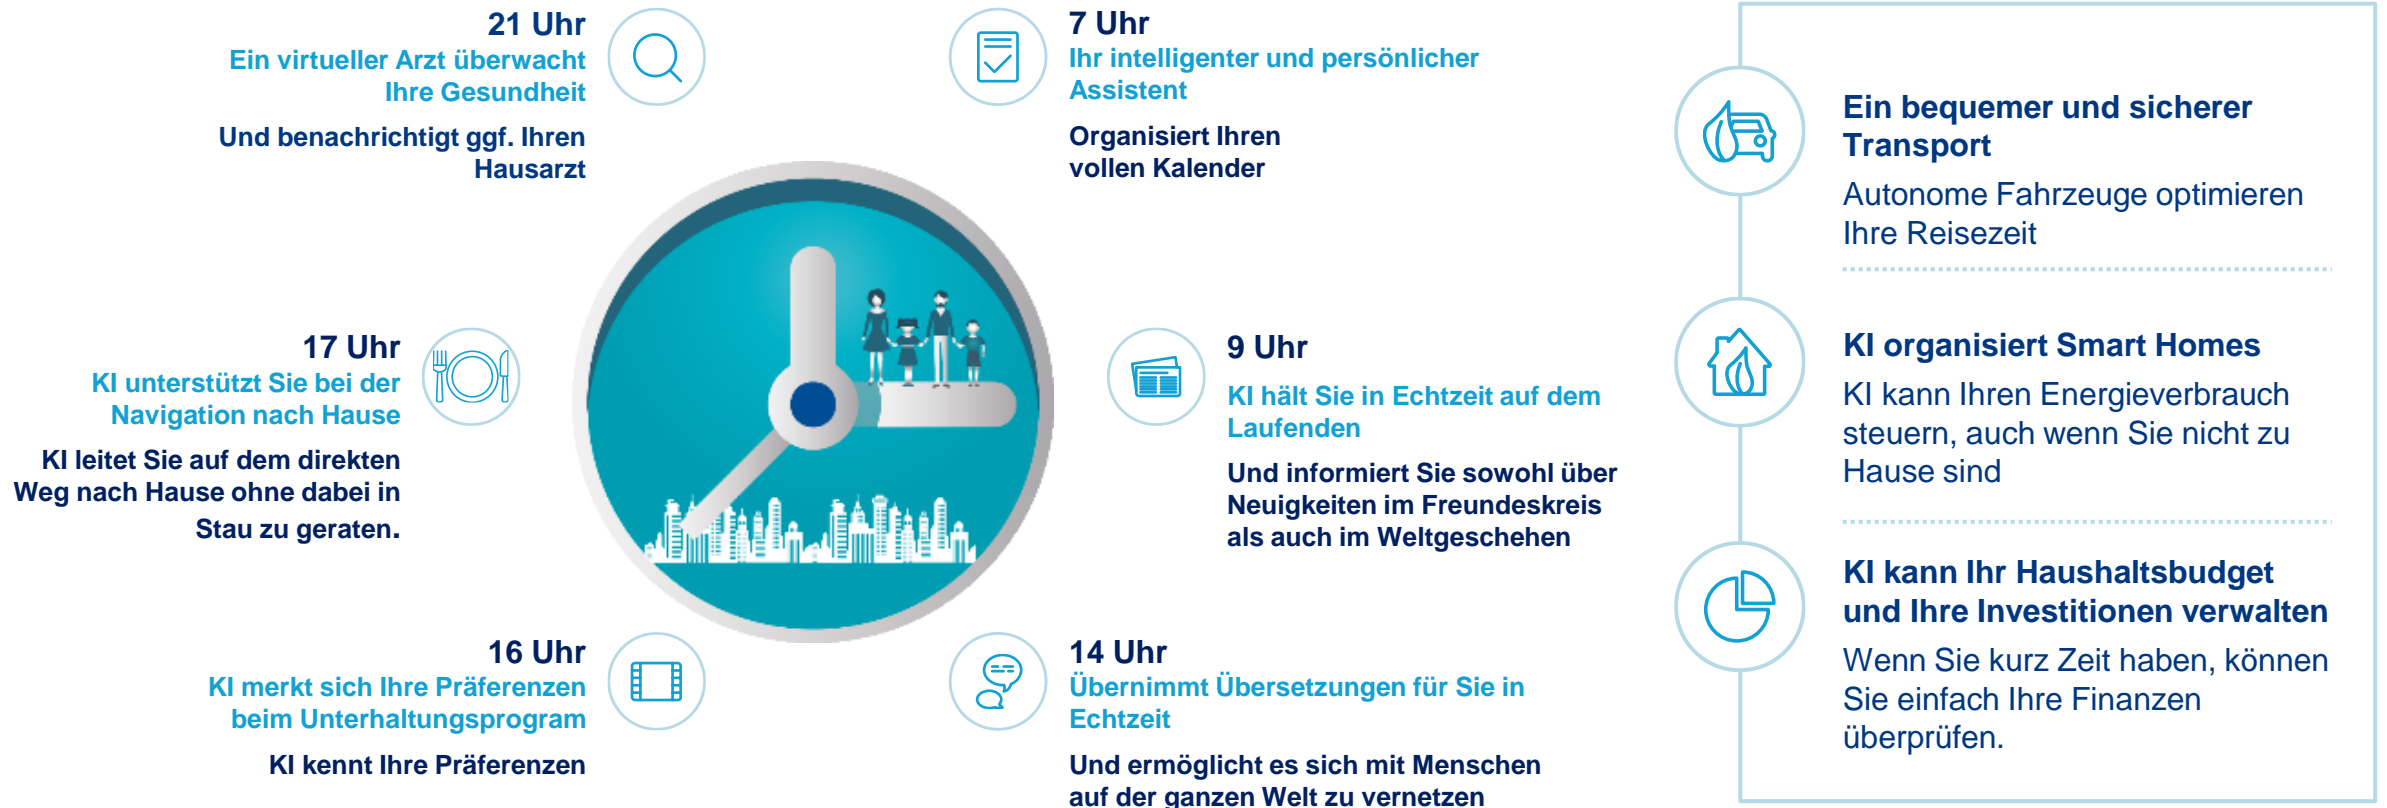 21 Uhr
Ein virtueller Arzt überwacht
Ihre Gesundheit
Und benachrichtigt ggf. Ihren
Hausarzt
7 Uhr
Ihr intelligenter und persönlicher
Assistent
Organisiert Ihren
vollen Kalender
17 Uhr
KI unterstützt Sie bei der
Navigation nach Hause
KI leitet Sie auf dem direkten
Weg nach Hause ohne dabei in
Stau zu geraten.
9 Uhr
KI hält Sie in Echtzeit auf dem
Laufenden
Und informiert Sie sowohl über
Neuigkeiten im Freundeskreis
als auch im Weltgeschehen
16 Uhr
KI merkt sich Ihre Präferenzen
beim Unterhaltungsprogram
KI kennt Ihre Präferenzen
14 Uhr
Übernimmt Übersetzungen für Sie in
Echtzeit
Und ermöglicht es sich mit Menschen
auf der ganzen Welt zu vernetzen
Ein bequemer und sicherer
Transport
Autonome Fahrzeuge optimieren
Ihre Reisezeit
KI organisiert Smart Homes
KI kann Ihren Energieverbrauch
steuern, auch wenn Sie nicht zu
Hause sind
KI kann Ihr Haushaltsbudget
und Ihre Investitionen verwalten
Wenn Sie kurz Zeit haben, können
Sie einfach Ihre Finanzen
überprüfen.